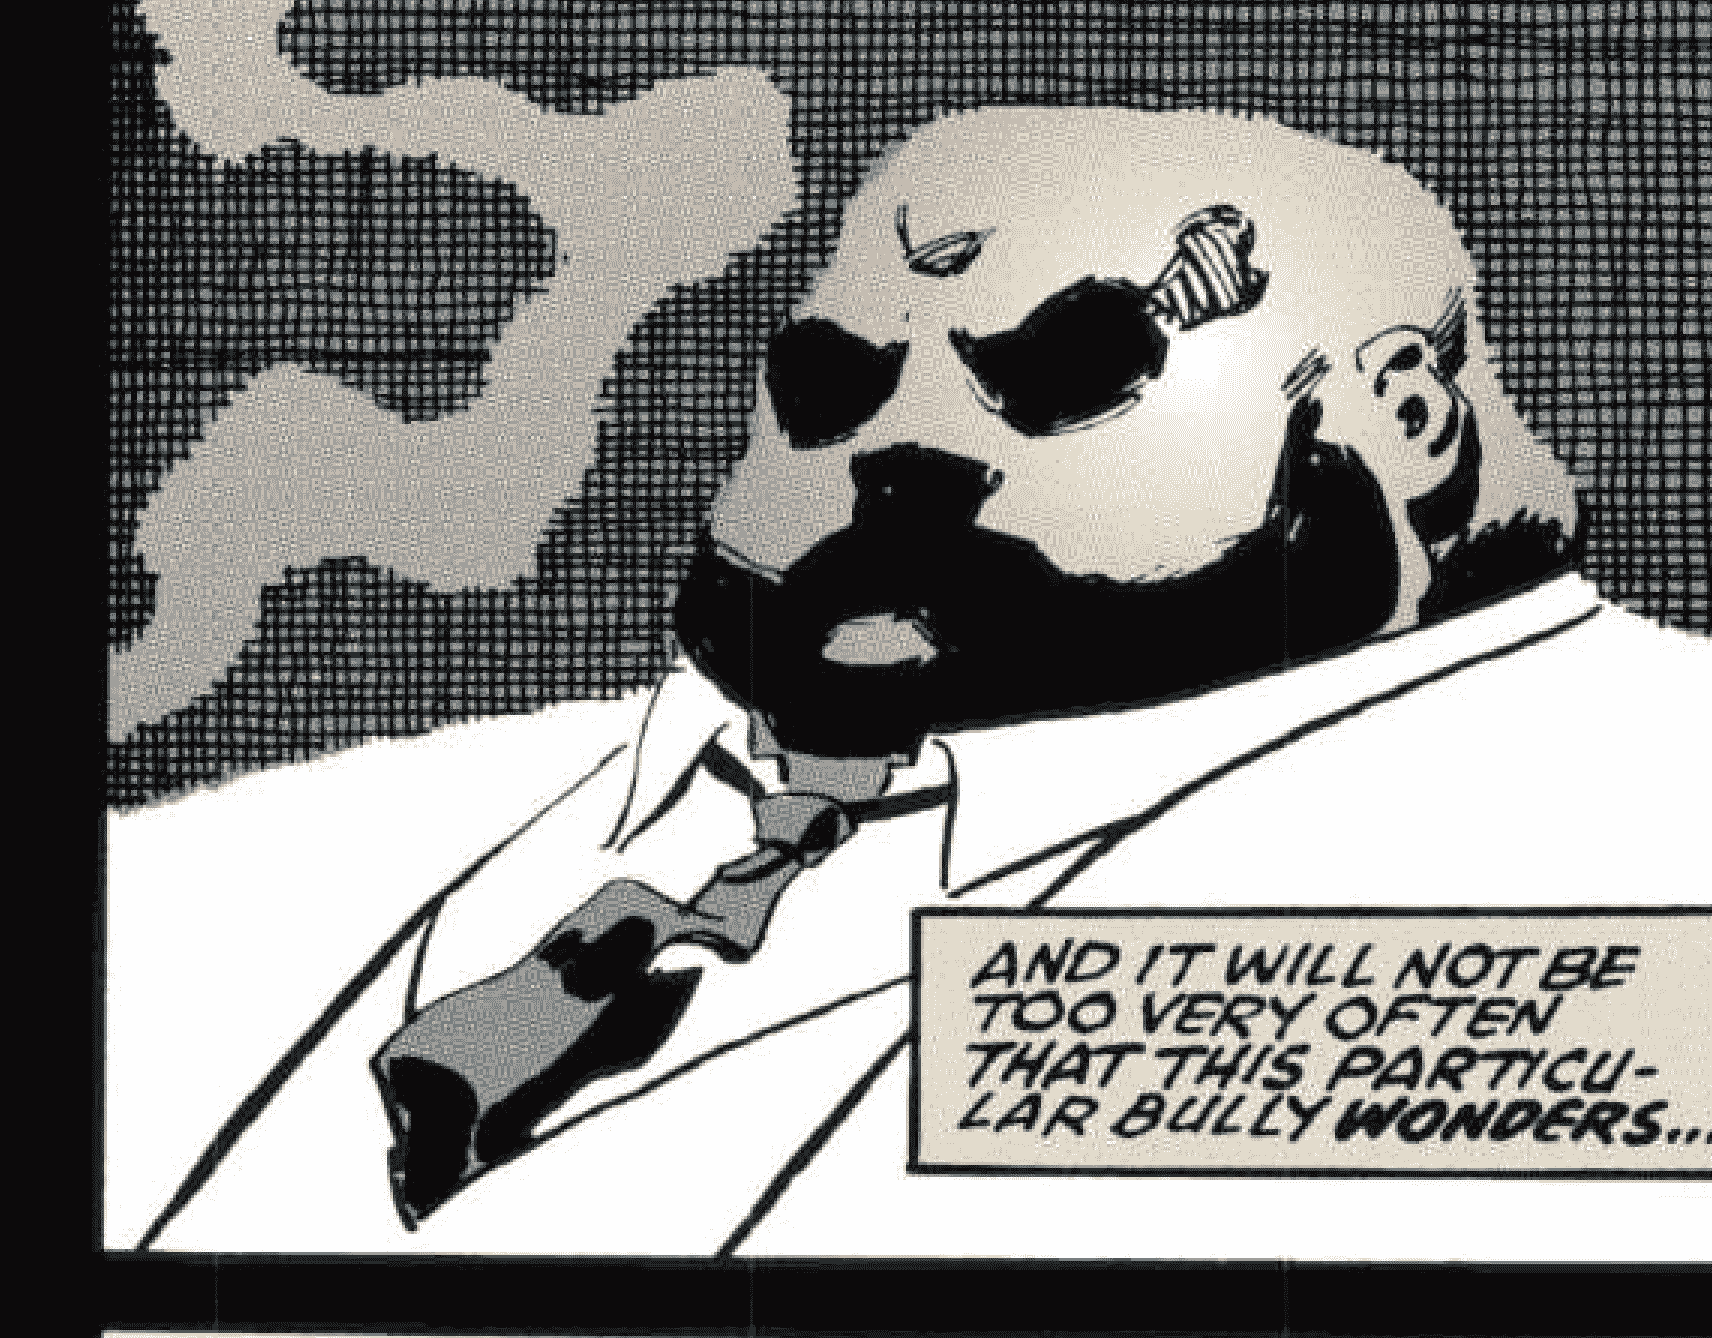 AND IT WILL NOT BE
TOO VERY OFTEN
THAT THIS PARTICU-
LAR BULLY WONDERS...